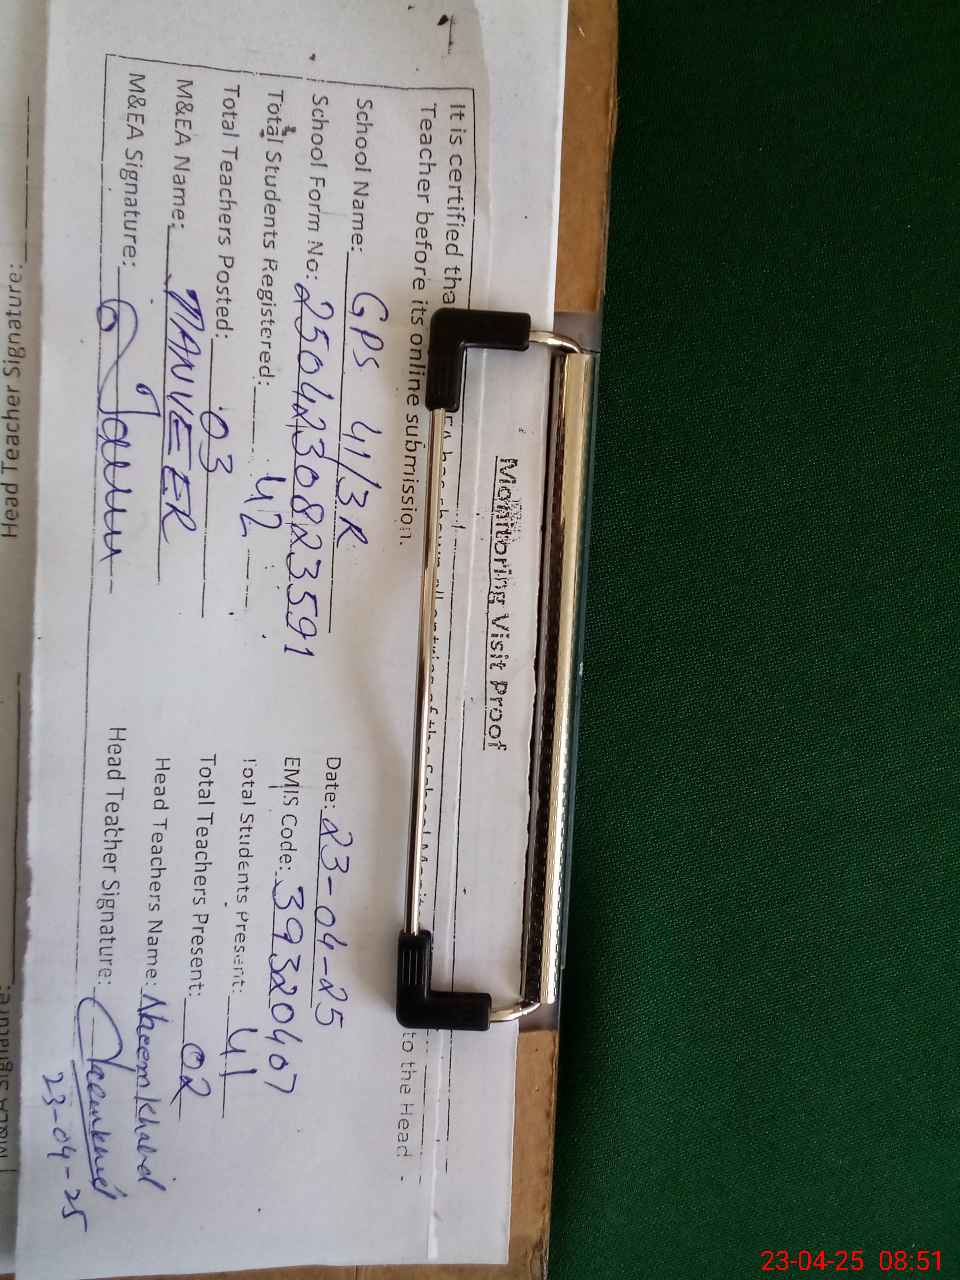 Monitoring Visit Proof
It is certified tha to the Head
Teacher before its online submission.
School Name: GPS 41/3R Date: 23-04-25
School Form No: 2504230823591 EMIS Code: 39320407
Total Students Registered: 42 Total Students Present: 41
Total Teachers Posted: 03 Total Teachers Present: 02
M&EA Name: TANVEER Head Teachers Name: Naeem Khalid
M&EA Signature: Head Teacher Signature:
23-04-25
Head Teacher Signature:
23-04-25 08:51